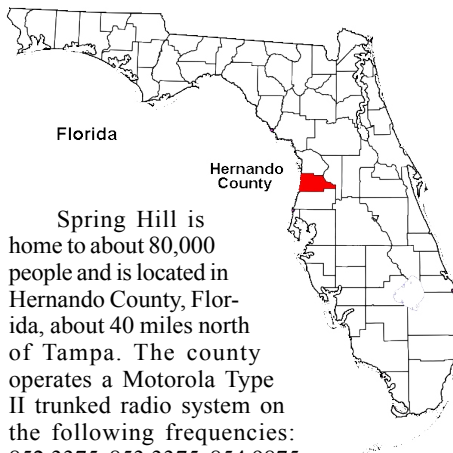 Florida
Hernando
County
Spring Hill is
home to about 80,000
people and is located in
Hernando County, Flor-
ida, about 40 miles north
of Tampa. The county
operates a Motorola Type
II trunked radio system on
the following frequencies: